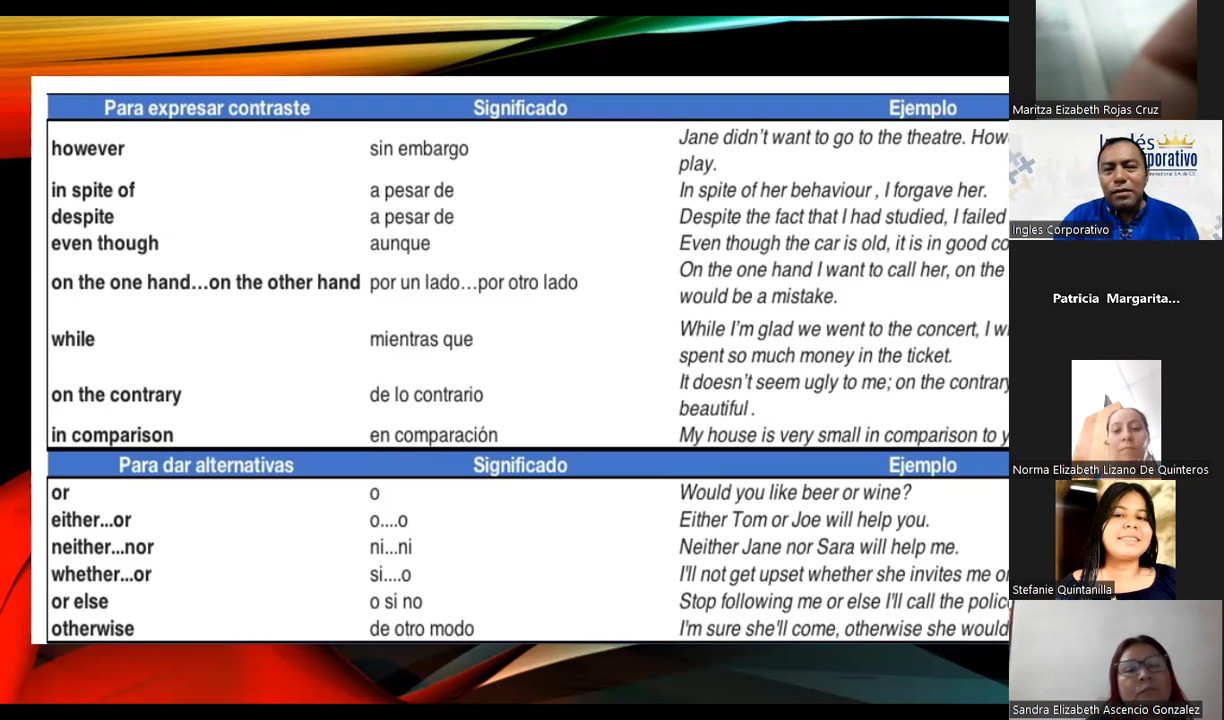 Para expresar contraste Significado Ejemplo
however sin embargo Jane didn’t want to go to the theatre.
play.
in spite of a pesar de In spite of her behaviour , I forgave her.
despite a pesar de Despite the fact that I had studied, I failed
even though aunque Even though the car is old, it is in good
on the one hand...on the other hand por un lado...por otro lado On the one hand I want to call her, on the
would be a mistake.
while mientras que While I’m glad we went to the concert, I
spent so much money in the ticket.
on the contrary de lo contrario It doesn’t seem ugly to me; on the contrary
beautiful .
in comparison en comparación My house is very small in comparison to
Para dar alternativas Significado Ejemplo
or o Would you like beer or wine?
either...or o....o Either Tom or Joe will help you.
neither...nor ni...ni Neither Jane nor Sara will help me.
whether...or si....o I'll not get upset whether she invites me
or else o si no Stop following me or else I'll call the
otherwise de otro modo I'm sure she'll come, otherwise she would
Maritza Eizabeth Rojas Cruz
Ingles Corporativo
Patricia Margarita...
Norma Elizabeth Lizano De Quinteros
Stefanie Quintanilla
Sandra Elizabeth Ascencio Gonzalez